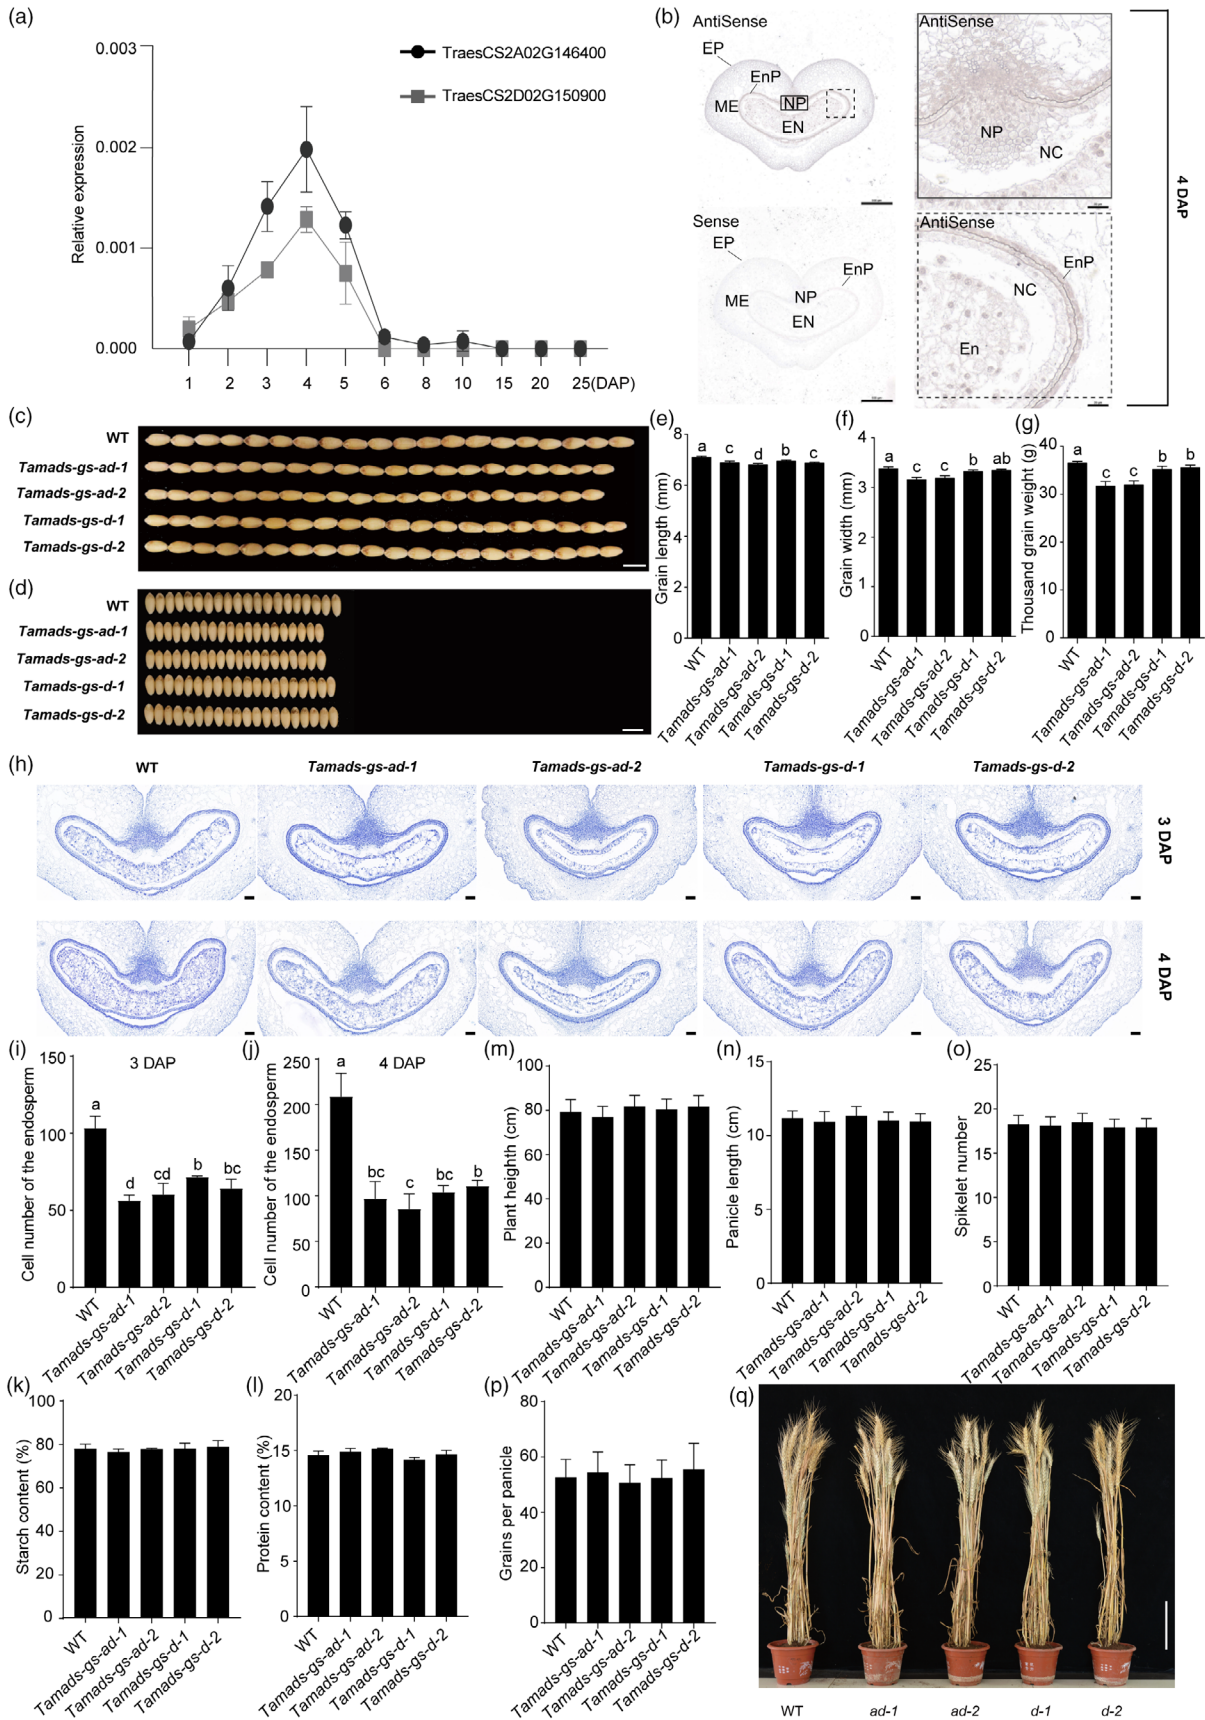 (a)
0.003
0.002
0.001
0.000
Relative expression
TraesCS2A02G146400
TraesCS2D02G150900
1 2 3 4 5 6 8 10 15 20 25(DAP)
(b)
AntiSense
EP
EnP
ME
NP
EN
AntiSense
NP
NC
Sense
EP
EnP
ME
NP
EN
AntiSense
EnP
NC
En
4 DAP
(c)
WT
Tamads-gs-ad-1
Tamads-gs-ad-2
Tamads-gs-d-1
Tamads-gs-d-2
(d)
WT
Tamads-gs-ad-1
Tamads-gs-ad-2
Tamads-gs-d-1
Tamads-gs-d-2
(e)
Grain length (mm)
8
6
4
2
0
a c d b c
WT
Tamads-gs-ad-1
Tamads-gs-ad-2
Tamads-gs-d-1
Tamads-gs-d-2
(f)
Grain width (mm)
4
3
2
1
0
a c c b ab
WT
Tamads-gs-ad-1
Tamads-gs-ad-2
Tamads-gs-d-1
Tamads-gs-d-2
(g)
Thousand grain weight (g)
40
30
20
10
0
a c c b b
WT
Tamads-gs-ad-1
Tamads-gs-ad-2
Tamads-gs-d-1
Tamads-gs-d-2
(h)
WT
Tamads-gs-ad-1
Tamads-gs-ad-2
Tamads-gs-d-1
Tamads-gs-d-2
3 DAP
4 DAP
(i)
3 DAP
Cell number of the endosperm
150
100
50
0
a d cd b bc
WT
Tamads-gs-ad-1
Tamads-gs-ad-2
Tamads-gs-d-1
Tamads-gs-d-2
(j)
4 DAP
Cell number of the endosperm
250
200
150
100
50
0
a bc c bc b
WT
Tamads-gs-ad-1
Tamads-gs-ad-2
Tamads-gs-d-1
Tamads-gs-d-2
(m)
Plant heighth (cm)
100
80
60
40
20
0
WT
Tamads-gs-ad-1
Tamads-gs-ad-2
Tamads-gs-d-1
Tamads-gs-d-2
(n)
Panicle length (cm)
15
10
5
0
WT
Tamads-gs-ad-1
Tamads-gs-ad-2
Tamads-gs-d-1
Tamads-gs-d-2
(o)
Spikelet number
25
20
15
10
5
0
WT
Tamads-gs-ad-1
Tamads-gs-ad-2
Tamads-gs-d-1
Tamads-gs-d-2
(k)
Starch content (%)
100
80
60
40
20
0
WT
Tamads-gs-ad-1
Tamads-gs-ad-2
Tamads-gs-d-1
Tamads-gs-d-2
(l)
Protein content (%)
20
15
10
5
0
WT
Tamads-gs-ad-1
Tamads-gs-ad-2
Tamads-gs-d-1
Tamads-gs-d-2
(p)
Grains per panicle
80
60
40
20
0
WT
Tamads-gs-ad-1
Tamads-gs-ad-2
Tamads-gs-d-1
Tamads-gs-d-2
(q)
WT ad-1 ad-2 d-1 d-2